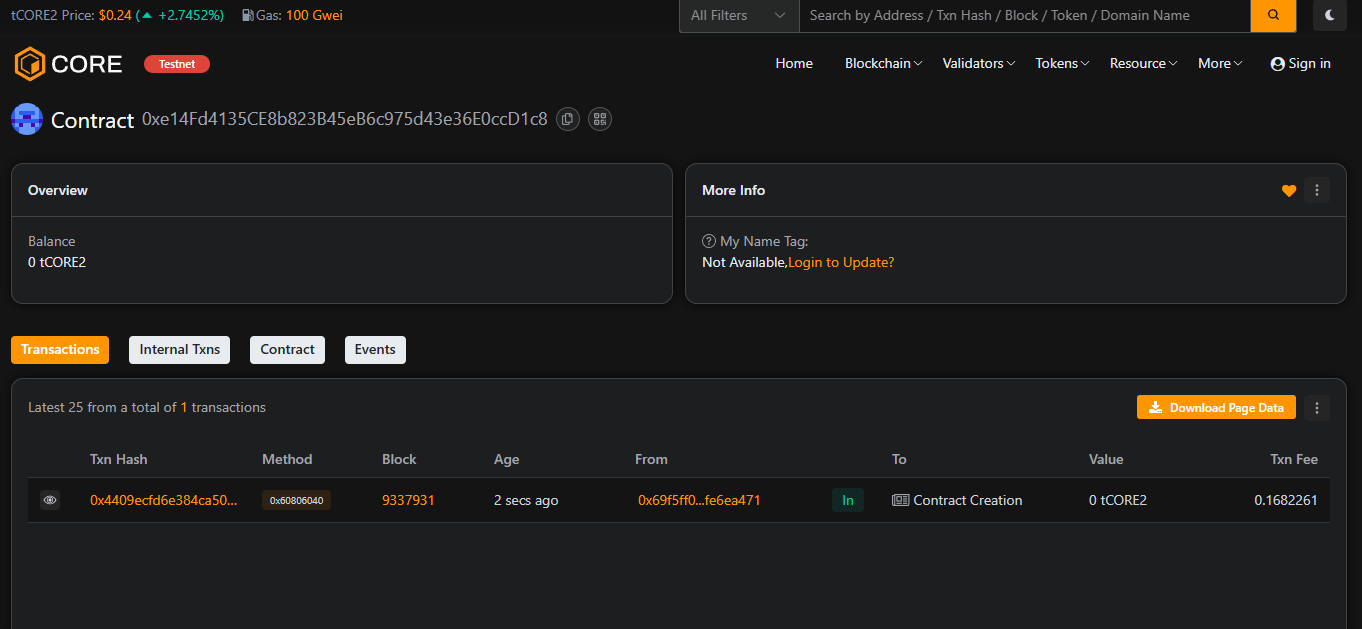 tCORE2 Price: $0.24 (▲ +2.7452%) Gas: 100 Gwei
All Filters
Search by Address / Txn Hash / Block / Token / Domain Name
CORE Testnet
Home Blockchain Validators Tokens Resource More Sign in
Contract 0xe14Fd4135CE8b823B45eB6c975d43e36E0ccD1c8
Overview
Balance
0 tCORE2
More Info
My Name Tag:
Not Available,Login to Update?
Transactions Internal Txns Contract Events
Latest 25 from a total of 1 transactions
Download Page Data
Txn Hash Method Block Age From To Value Txn Fee
0x4409ecfd6e384ca50... 0x60806040 9337931 2 secs ago 0x69f5ff0...fe6ea471 In Contract Creation 0 tCORE2 0.1682261